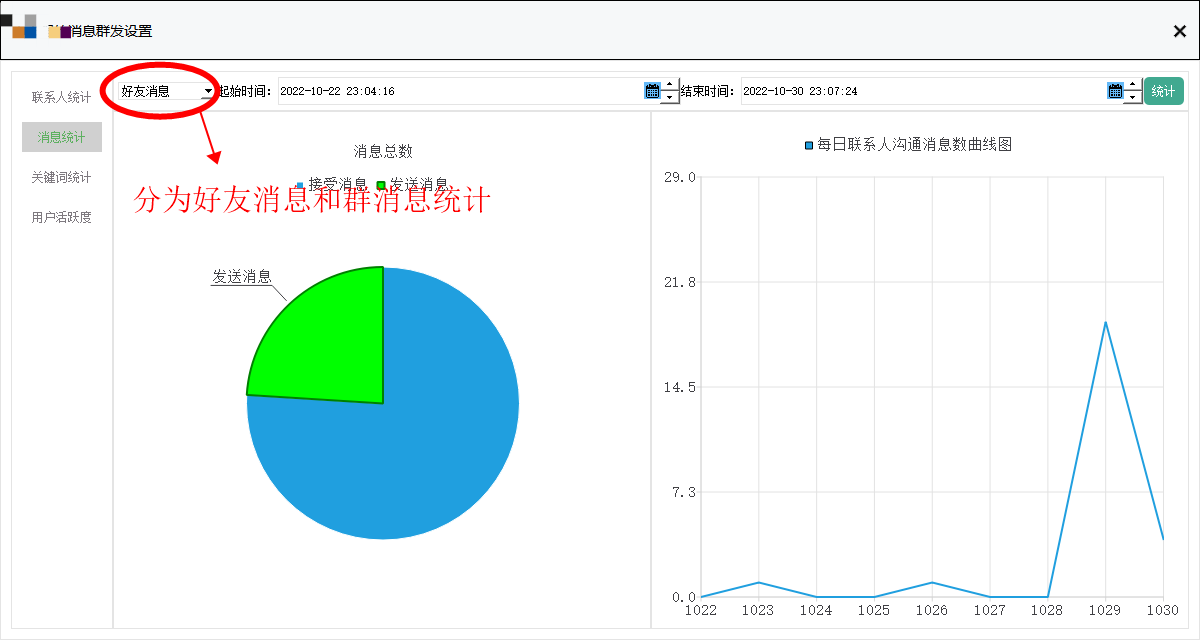 消息群发设置
联系人统计
消息统计
关键词统计
用户活跃度
好友消息
起始时间:
2022-10-22 23:04:16
结束时间:
2022-10-30 23:07:24
统计
消息总数
接受消息
发送消息
分为好友消息和群消息统计
发送消息
每日联系人沟通消息数曲线图
29.0
21.8
14.5
7.3
0.0
1022 1023 1024 1025 1026 1027 1028 1029 1030